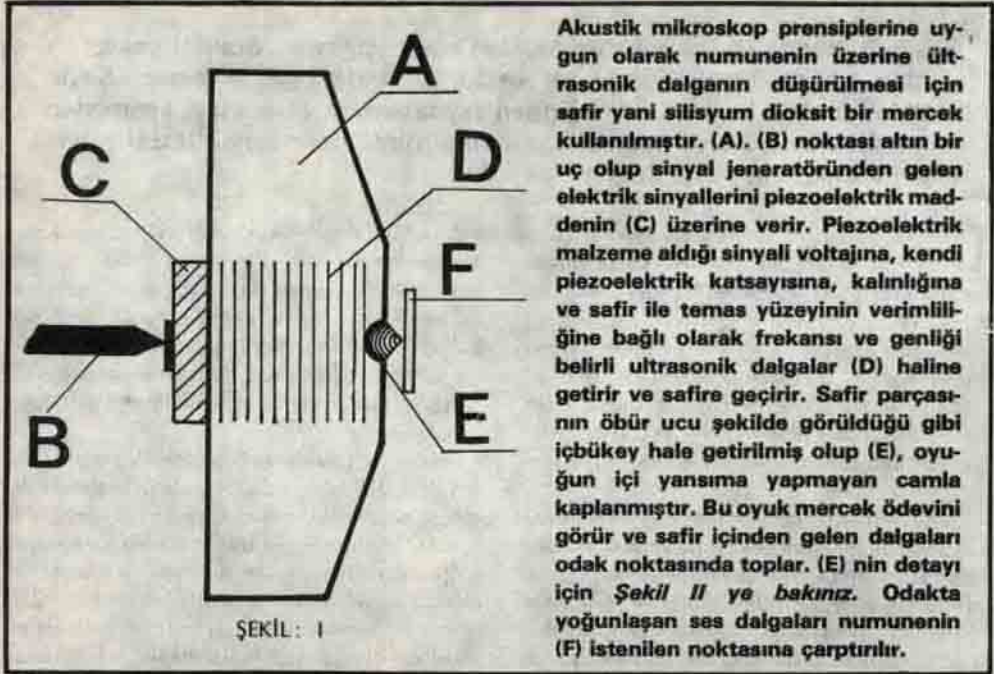 A
C
D
F
B
E
ŞEKİL: I
Akustik mikroskop prensiplerine uy-
gun olarak numunenin üzerine ült-
rasonik dalganın düşürülmesi için
safir yani silisyum dioksit bir mercek
kullanılmıştır. (A). (B) noktası altın bir
uç olup sinyal jeneratöründen gelen
elektrik sinyallerini piezoelektrik mad-
denin (C) üzerine verir. Piezoelektrik
malzeme aldığı sinyali voltajına, kendi
piezoelektrik katsayısına, kalınlığına
ve safir ile temas yüzeyinin verimlili-
ğine bağlı olarak frekansı ve genliği
belirli ultrasonik dalgalar (D) haline
getirir ve safire geçirir. Safir parçası-
nın öbür ucu şekilde görüldüğü gibi
içbükey hale getirilmiş olup (E), oyu-
ğun içi yansıma yapmayan camla
kaplanmıştır. Bu oyuk mercek ödevini
görür ve safir içinden gelen dalgaları
odak noktasında toplar. (E) nin detayı
için Şekil II ye bakınız. Odakta
yoğunlaşan ses dalgaları numunenin
(F) istenilen noktasına çarptırılır.